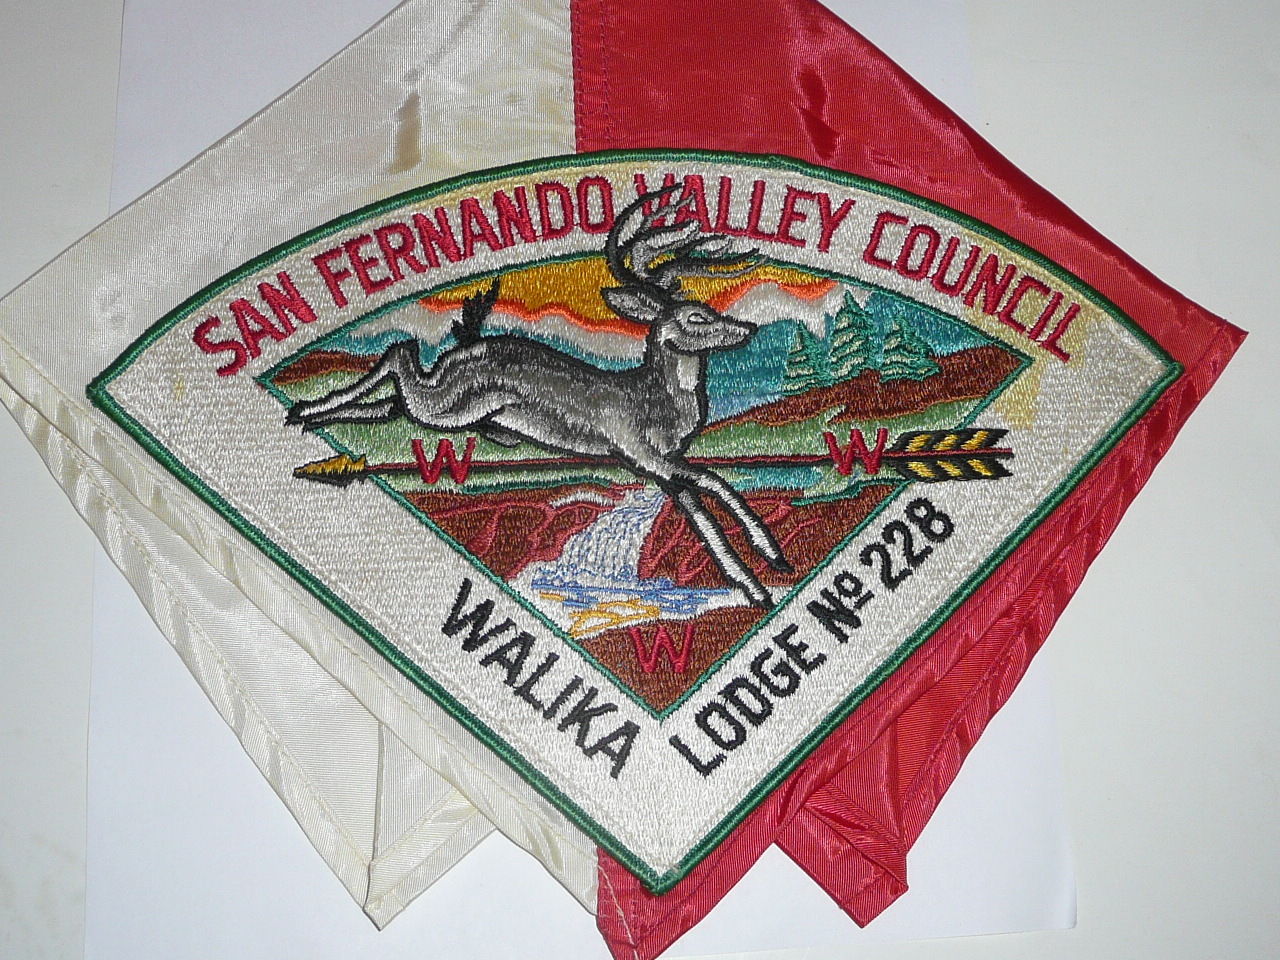 SAN FERNANDO VALLEY COUNCIL
W W
W
WALIKA LODGE Nº 228